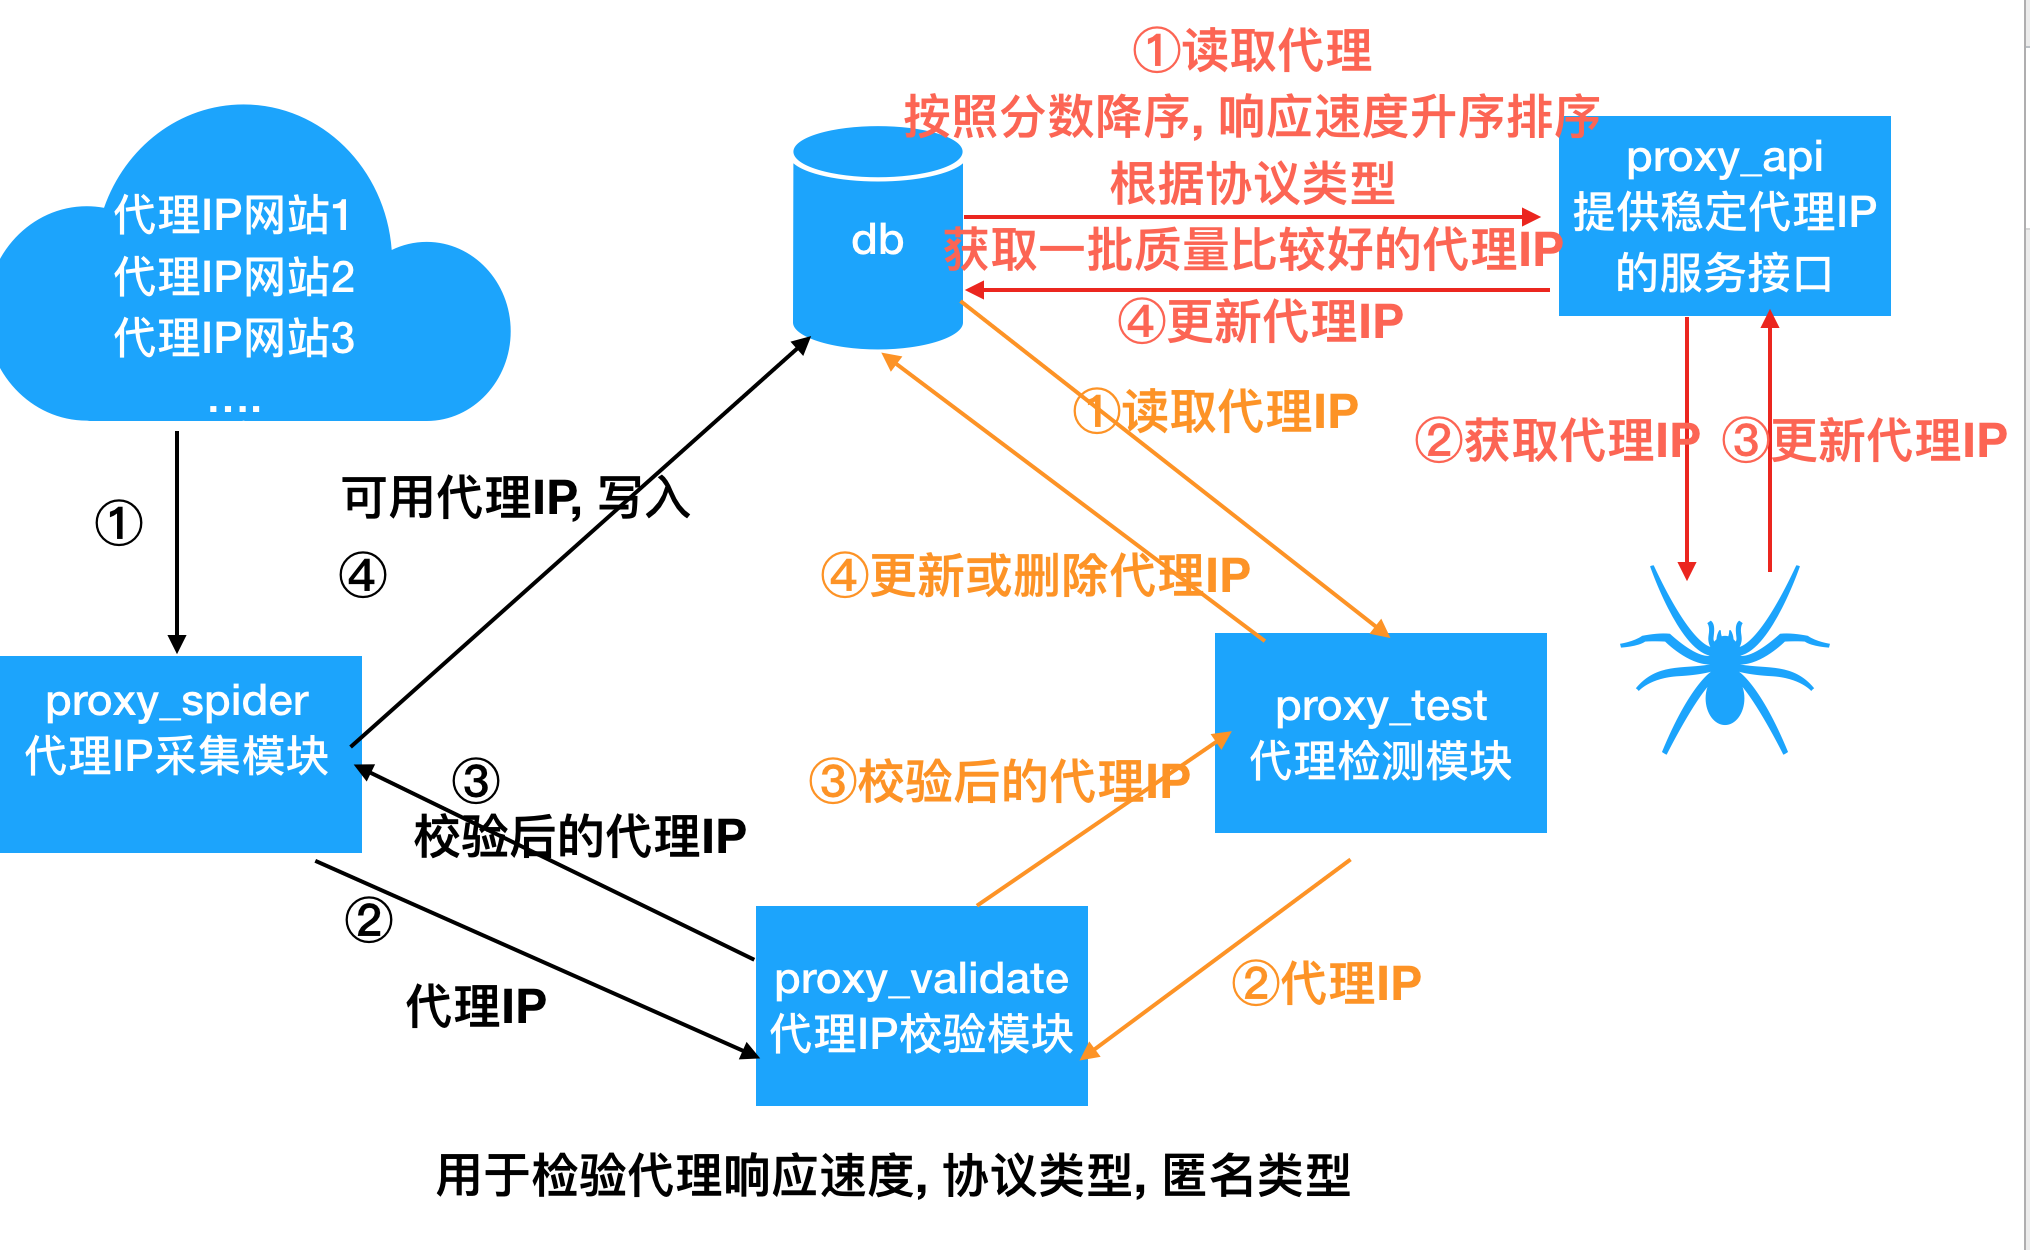 ①读取代理
按照分数降序, 响应速度升序排序
根据协议类型
获取一批质量比较好的代理IP
④更新代理IP
代理IP网站1
代理IP网站2
代理IP网站3
....
db
proxy_api
提供稳定代理IP
的服务接口
①读取代理IP
②获取代理IP
③更新代理IP
①
可用代理IP, 写入
④
④更新或删除代理IP
proxy_spider
代理IP采集模块
proxy_test
代理检测模块
③
校验后的代理IP
③校验后的代理IP
②
代理IP
proxy_validate
代理IP校验模块
②代理IP
用于检验代理响应速度, 协议类型, 匿名类型